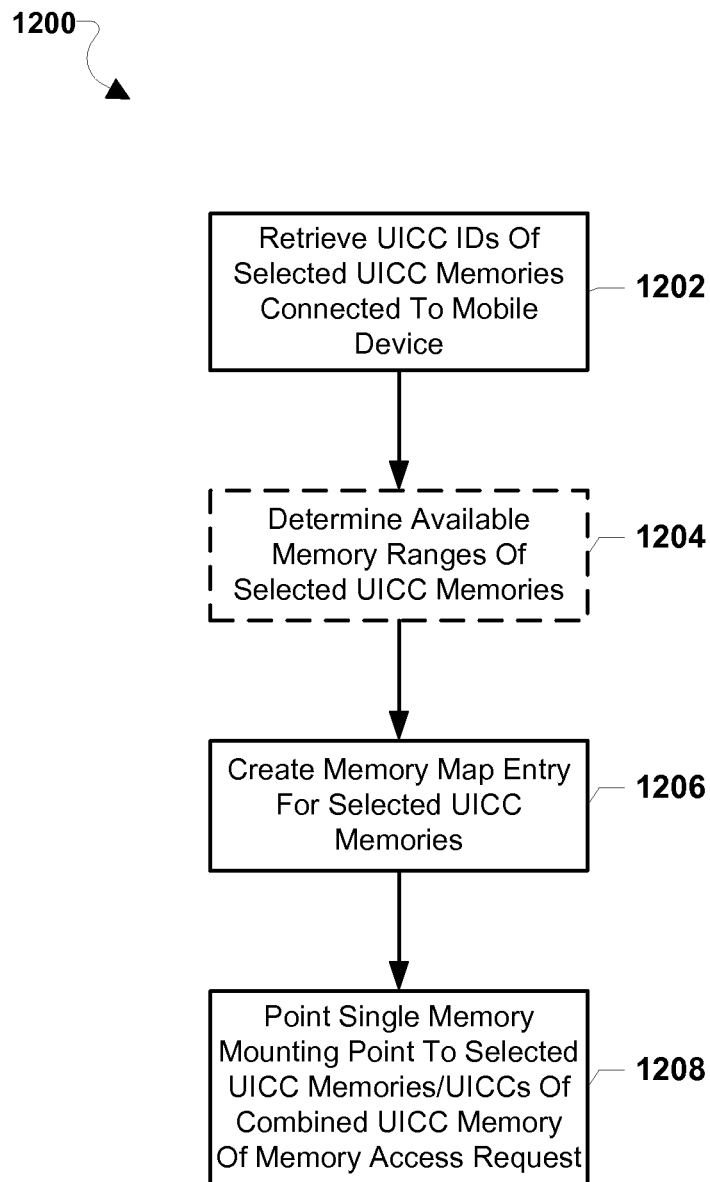 1200
Retrieve UICC IDs Of
Selected UICC Memories
Connected To Mobile
Device
1202
Determine Available
Memory Ranges Of
Selected UICC Memories
1204
Create Memory Map Entry
For Selected UICC
Memories
1206
Point Single Memory
Mounting Point To Selected
UICC Memories/UICCs Of
Combined UICC Memory
Of Memory Access Request
1208